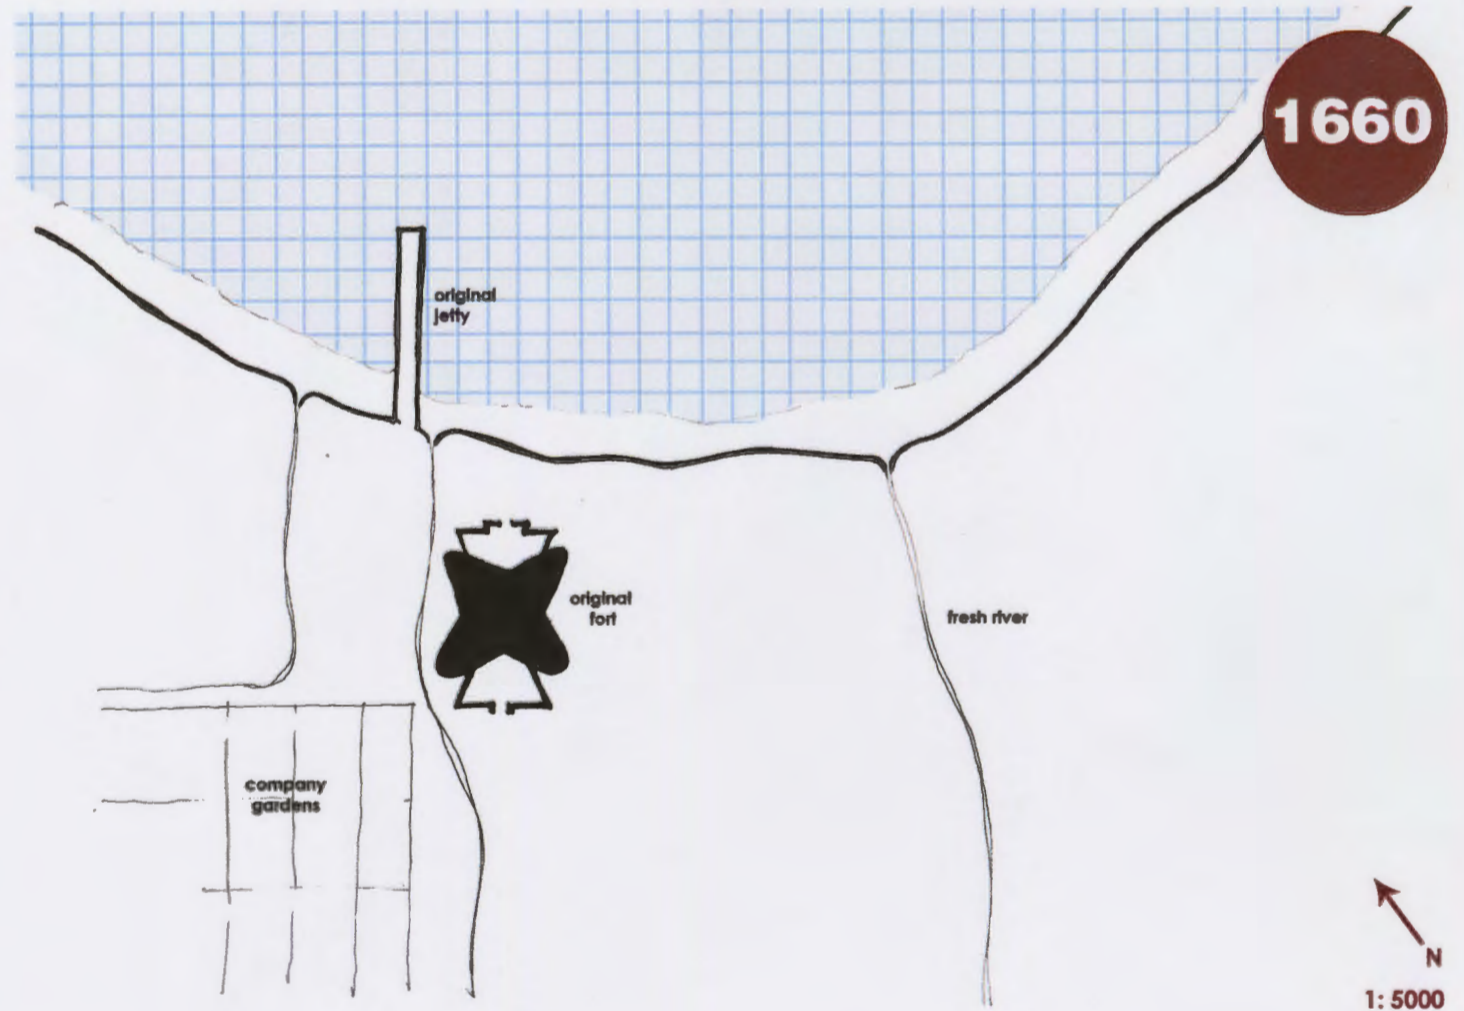 1660
original
jetty
original
fort
fresh river
company
gardens
N
1: 5000